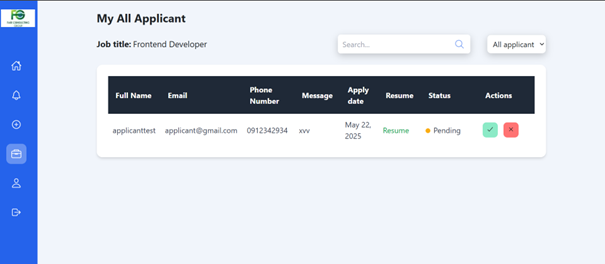 My All Applicant
Job title: Frontend Developer
Search...
All applicant
Full Name Email Phone Number Message Apply date Resume Status Actions
applicanttest applicant@gmail.com 0912342934 xvv May 22, 2025 Resume Pending